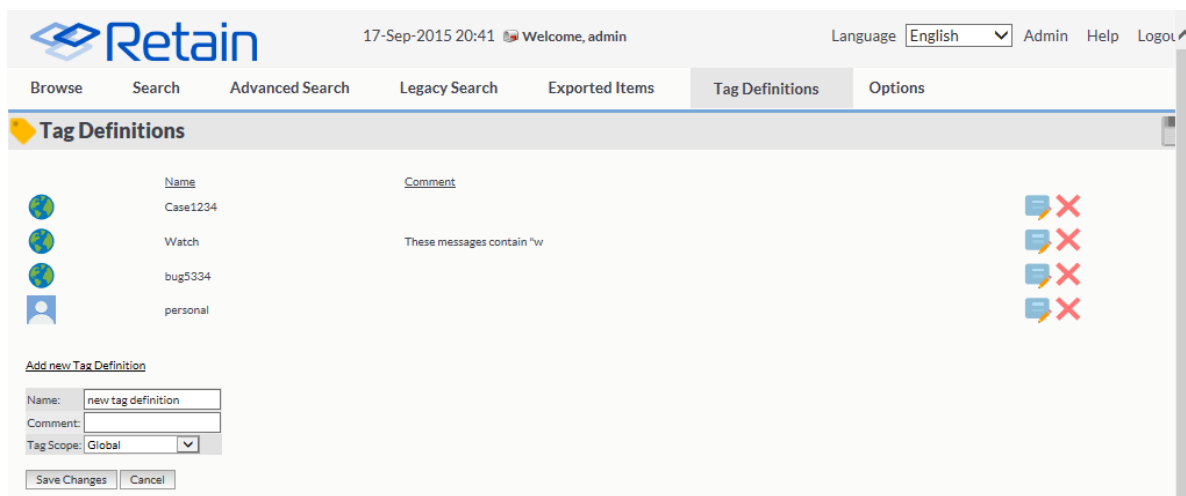 Retain
17-Sep-2015 20:41 Welcome, admin Language English Admin Help Logou
Browse Search Advanced Search Legacy Search Exported Items Tag Definitions Options
Tag Definitions
Name Comment
Case1234
Watch These messages contain "w
bug5334
personal
Add new Tag Definition
Name: new tag definition
Comment:
Tag Scope: Global
Save Changes Cancel